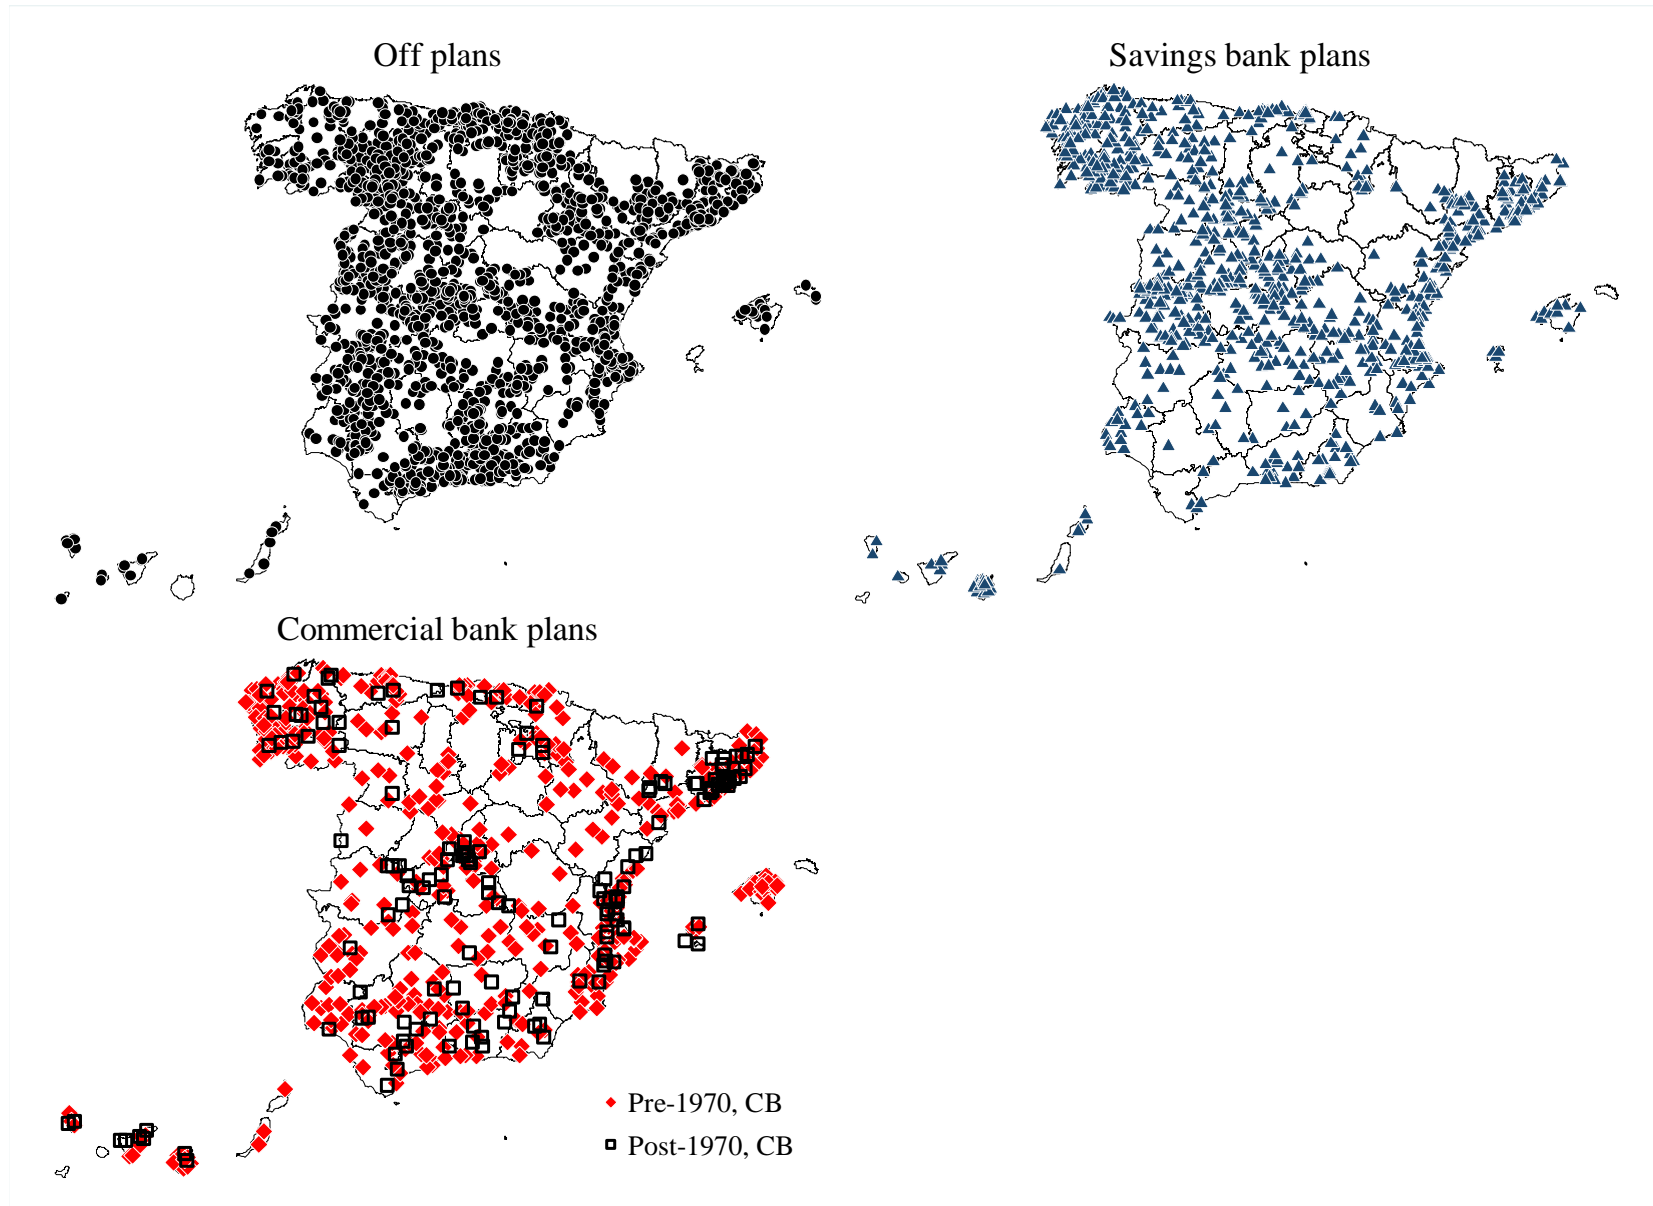 Off plans
Savings bank plans
Commercial bank plans
Pre-1970, CB
Post-1970, CB